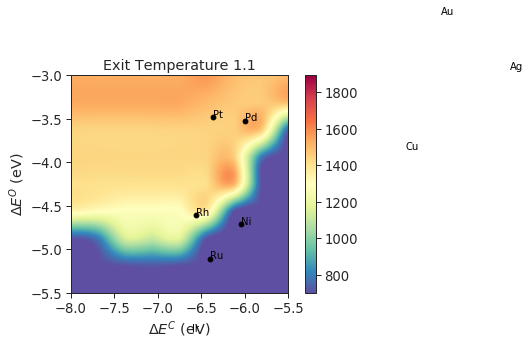 Au
Exit Temperature 1.1
Ag
−3.0
1800
Pt
Pd
−3.5
1600
Cu
−4.0
1400
ΔE^O (eV)
−4.5
Rh
Ni
1200
−5.0
Ru
1000
−5.5
800
−8.0 −7.5 −7.0 −6.5 −6.0 −5.5
ΔE^C (eV)
Ir